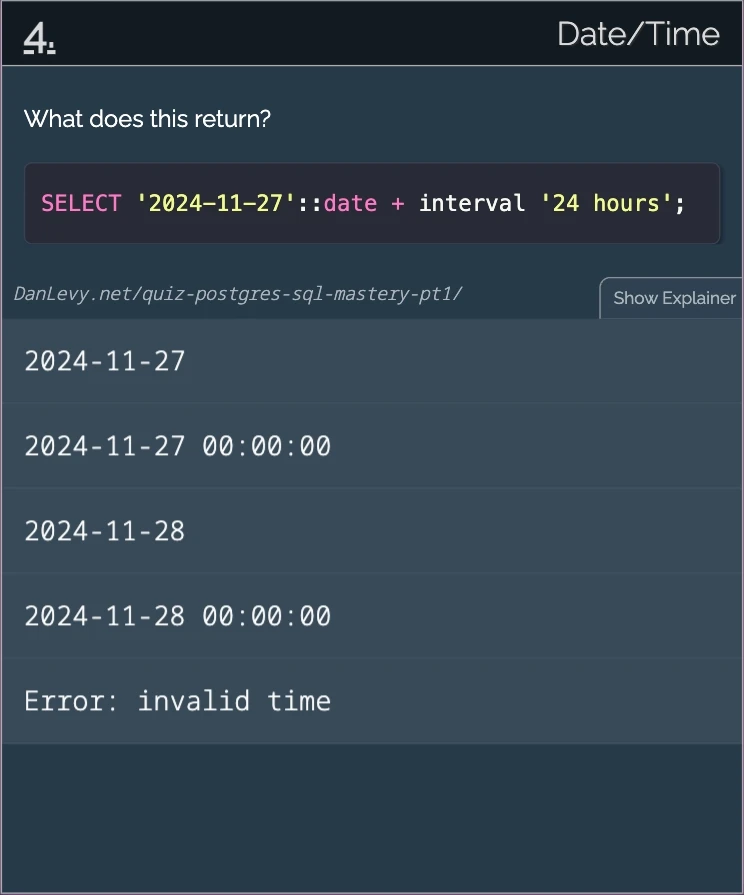 4.
Date/Time
What does this return?
SELECT '2024-11-27'::date + interval '24 hours';
DanLevy.net/quiz-postgres-sql-mastery-pt1/
Show Explainer
2024-11-27
2024-11-27 00:00:00
2024-11-28
2024-11-28 00:00:00
Error: invalid time